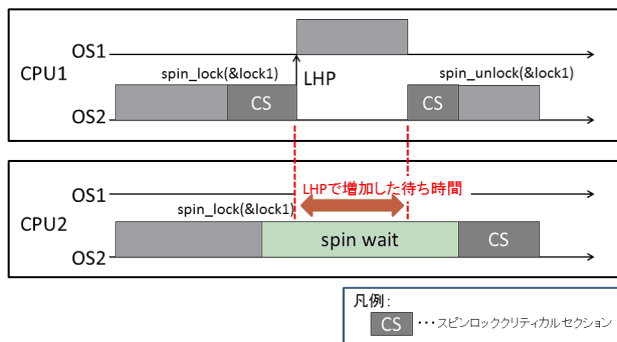 OS1
CPU1
spin_lock(&lock1)
LHP
spin_unlock(&lock1)
CS
CS
OS2
OS1
LHPで増加した待ち時間
CPU2
spin_lock(&lock1)
spin wait
CS
OS2
凡例:
CS ･･･スピンロッククリティカルセクション